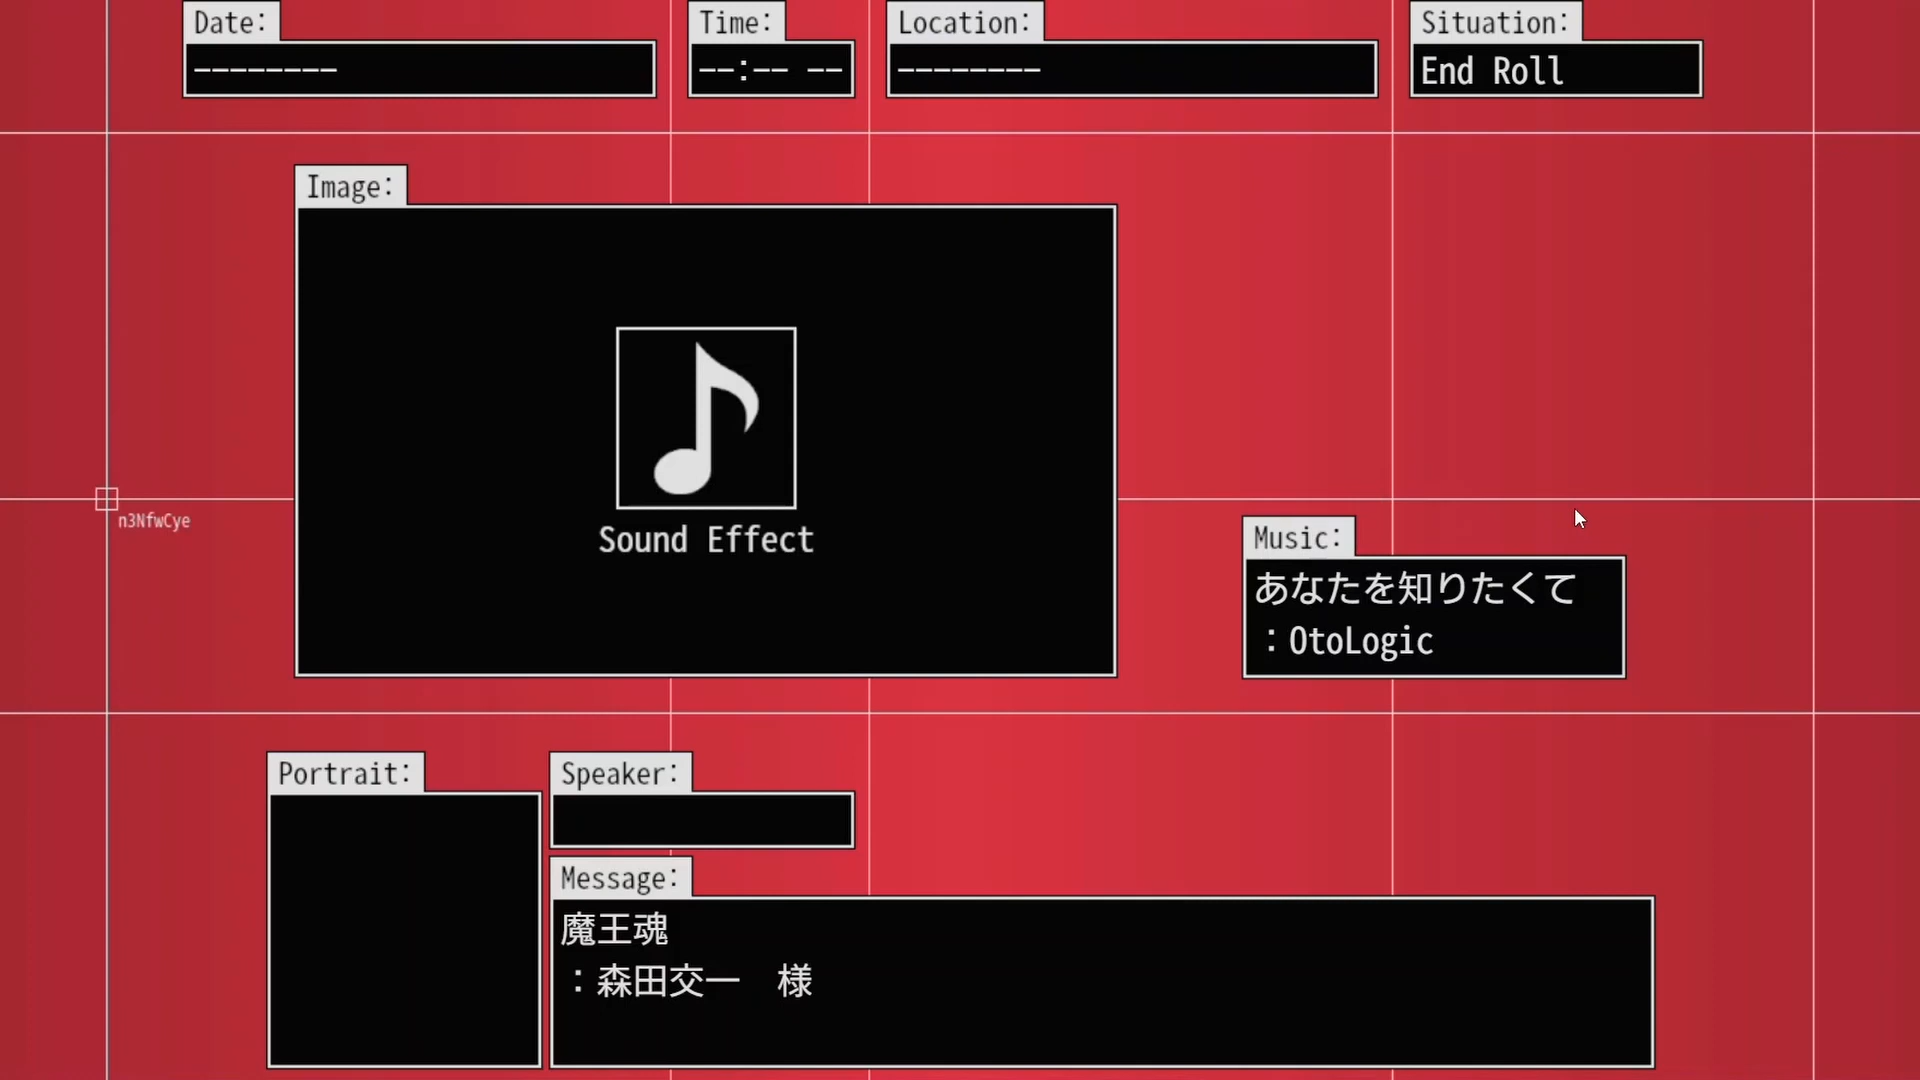 Date:
Time:
Location:
Situation:
--------
--:-- --
--------
End Roll
Image:
Sound Effect
n3NfwCye
Music:
あなたを知りたくて
：OtoLogic
Portrait:
Speaker:
Message:
魔王魂
：森田交一　様